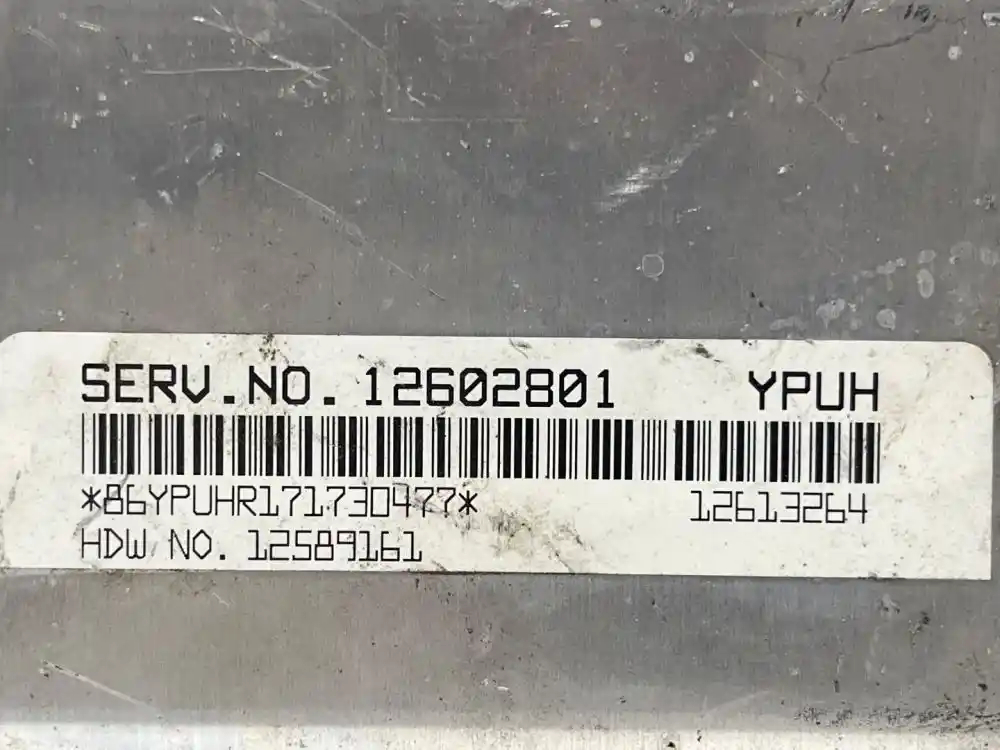 SERV.NO. 12602801 YPUH
*86YPUHR171730477* 12613264
HDW NO. 12589161